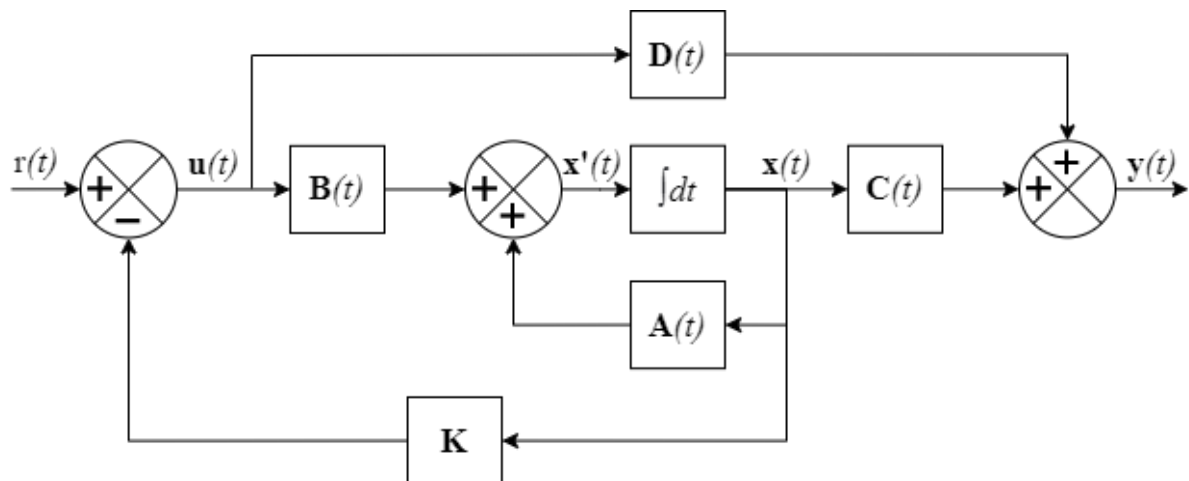 D(t)
r(t)
+
−
u(t)
B(t)
+
+
x'(t)
∫dt
x(t)
C(t)
+
+
y(t)
A(t)
K